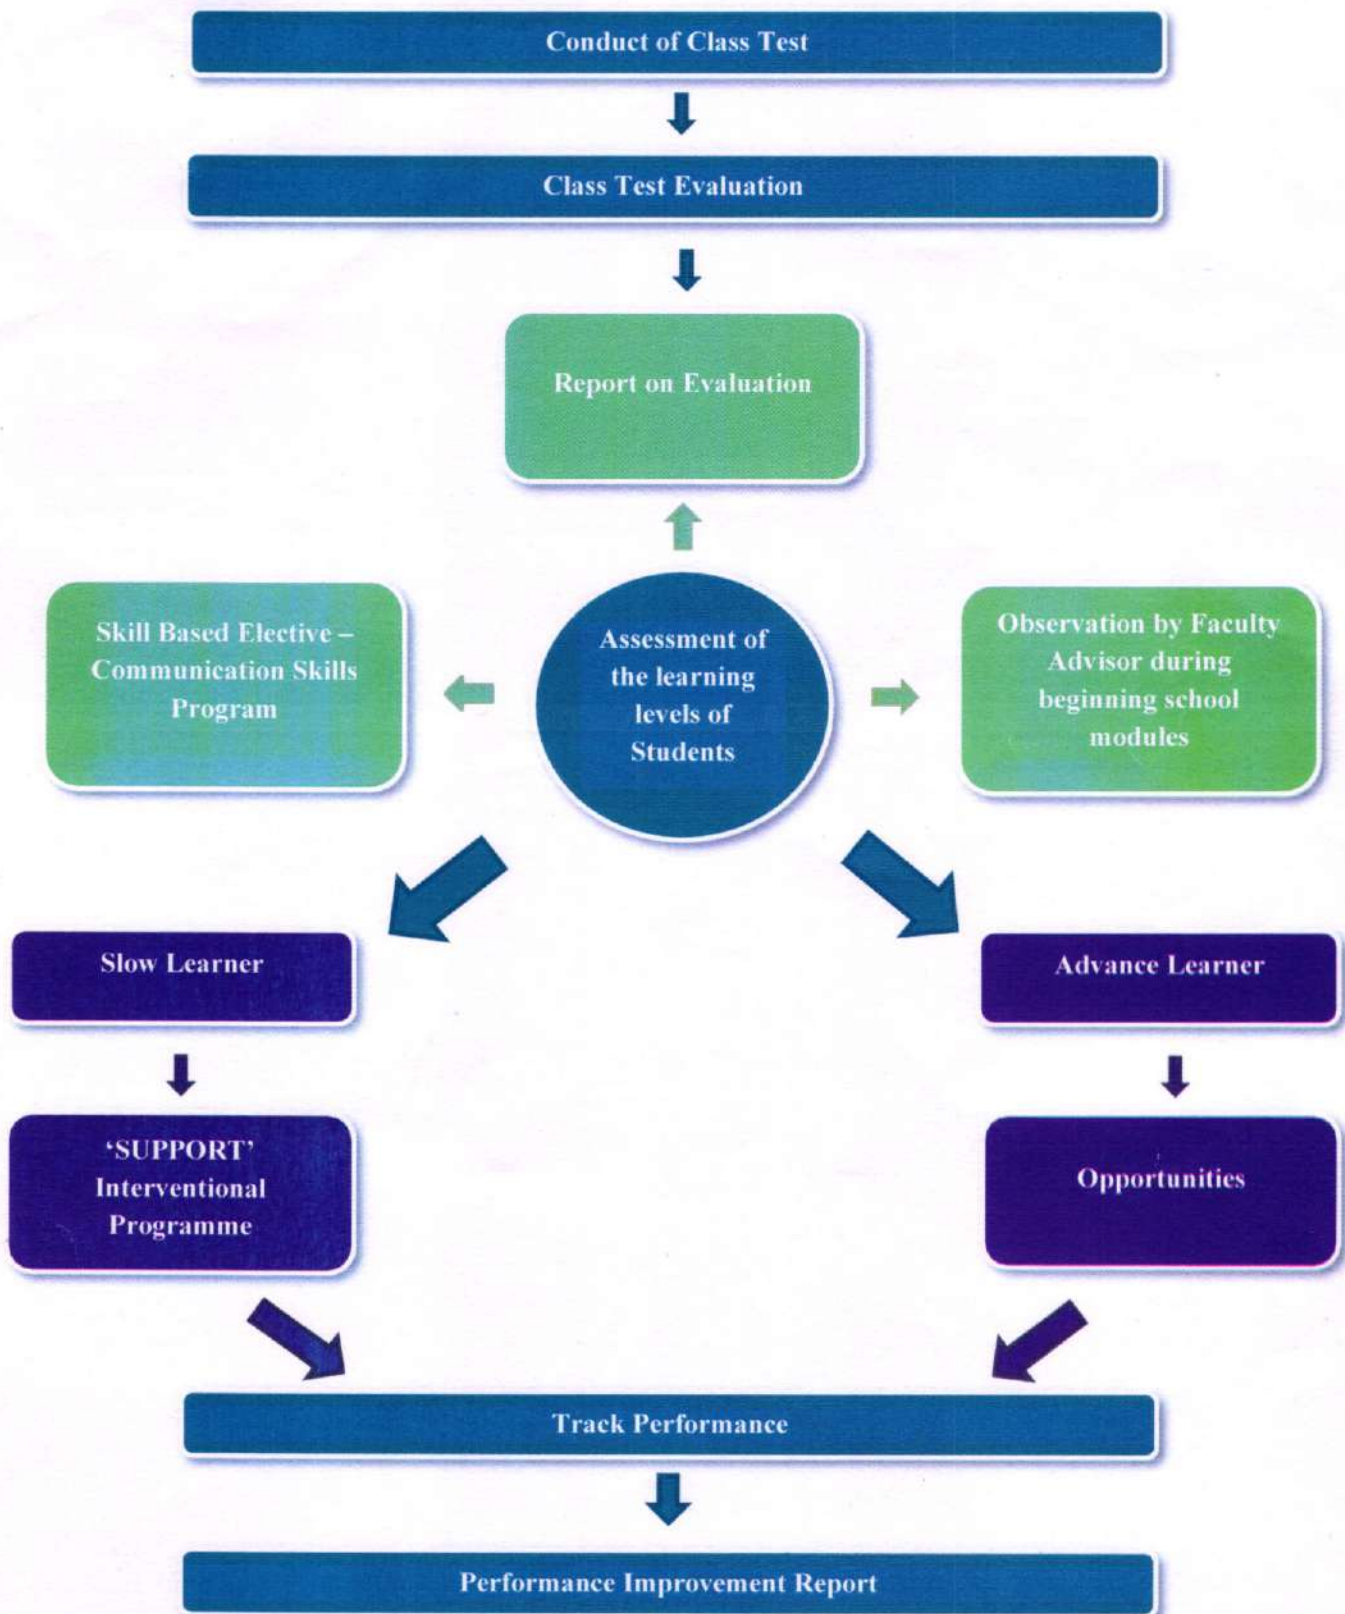 Conduct of Class Test
Class Test Evaluation
Report on Evaluation
Skill Based Elective –
Communication Skills
Program
Assessment of
the learning
levels of
Students
Observation by Faculty
Advisor during
beginning school
modules
Slow Learner
Advance Learner
‘SUPPORT’
Interventional
Programme
Opportunities
Track Performance
Performance Improvement Report